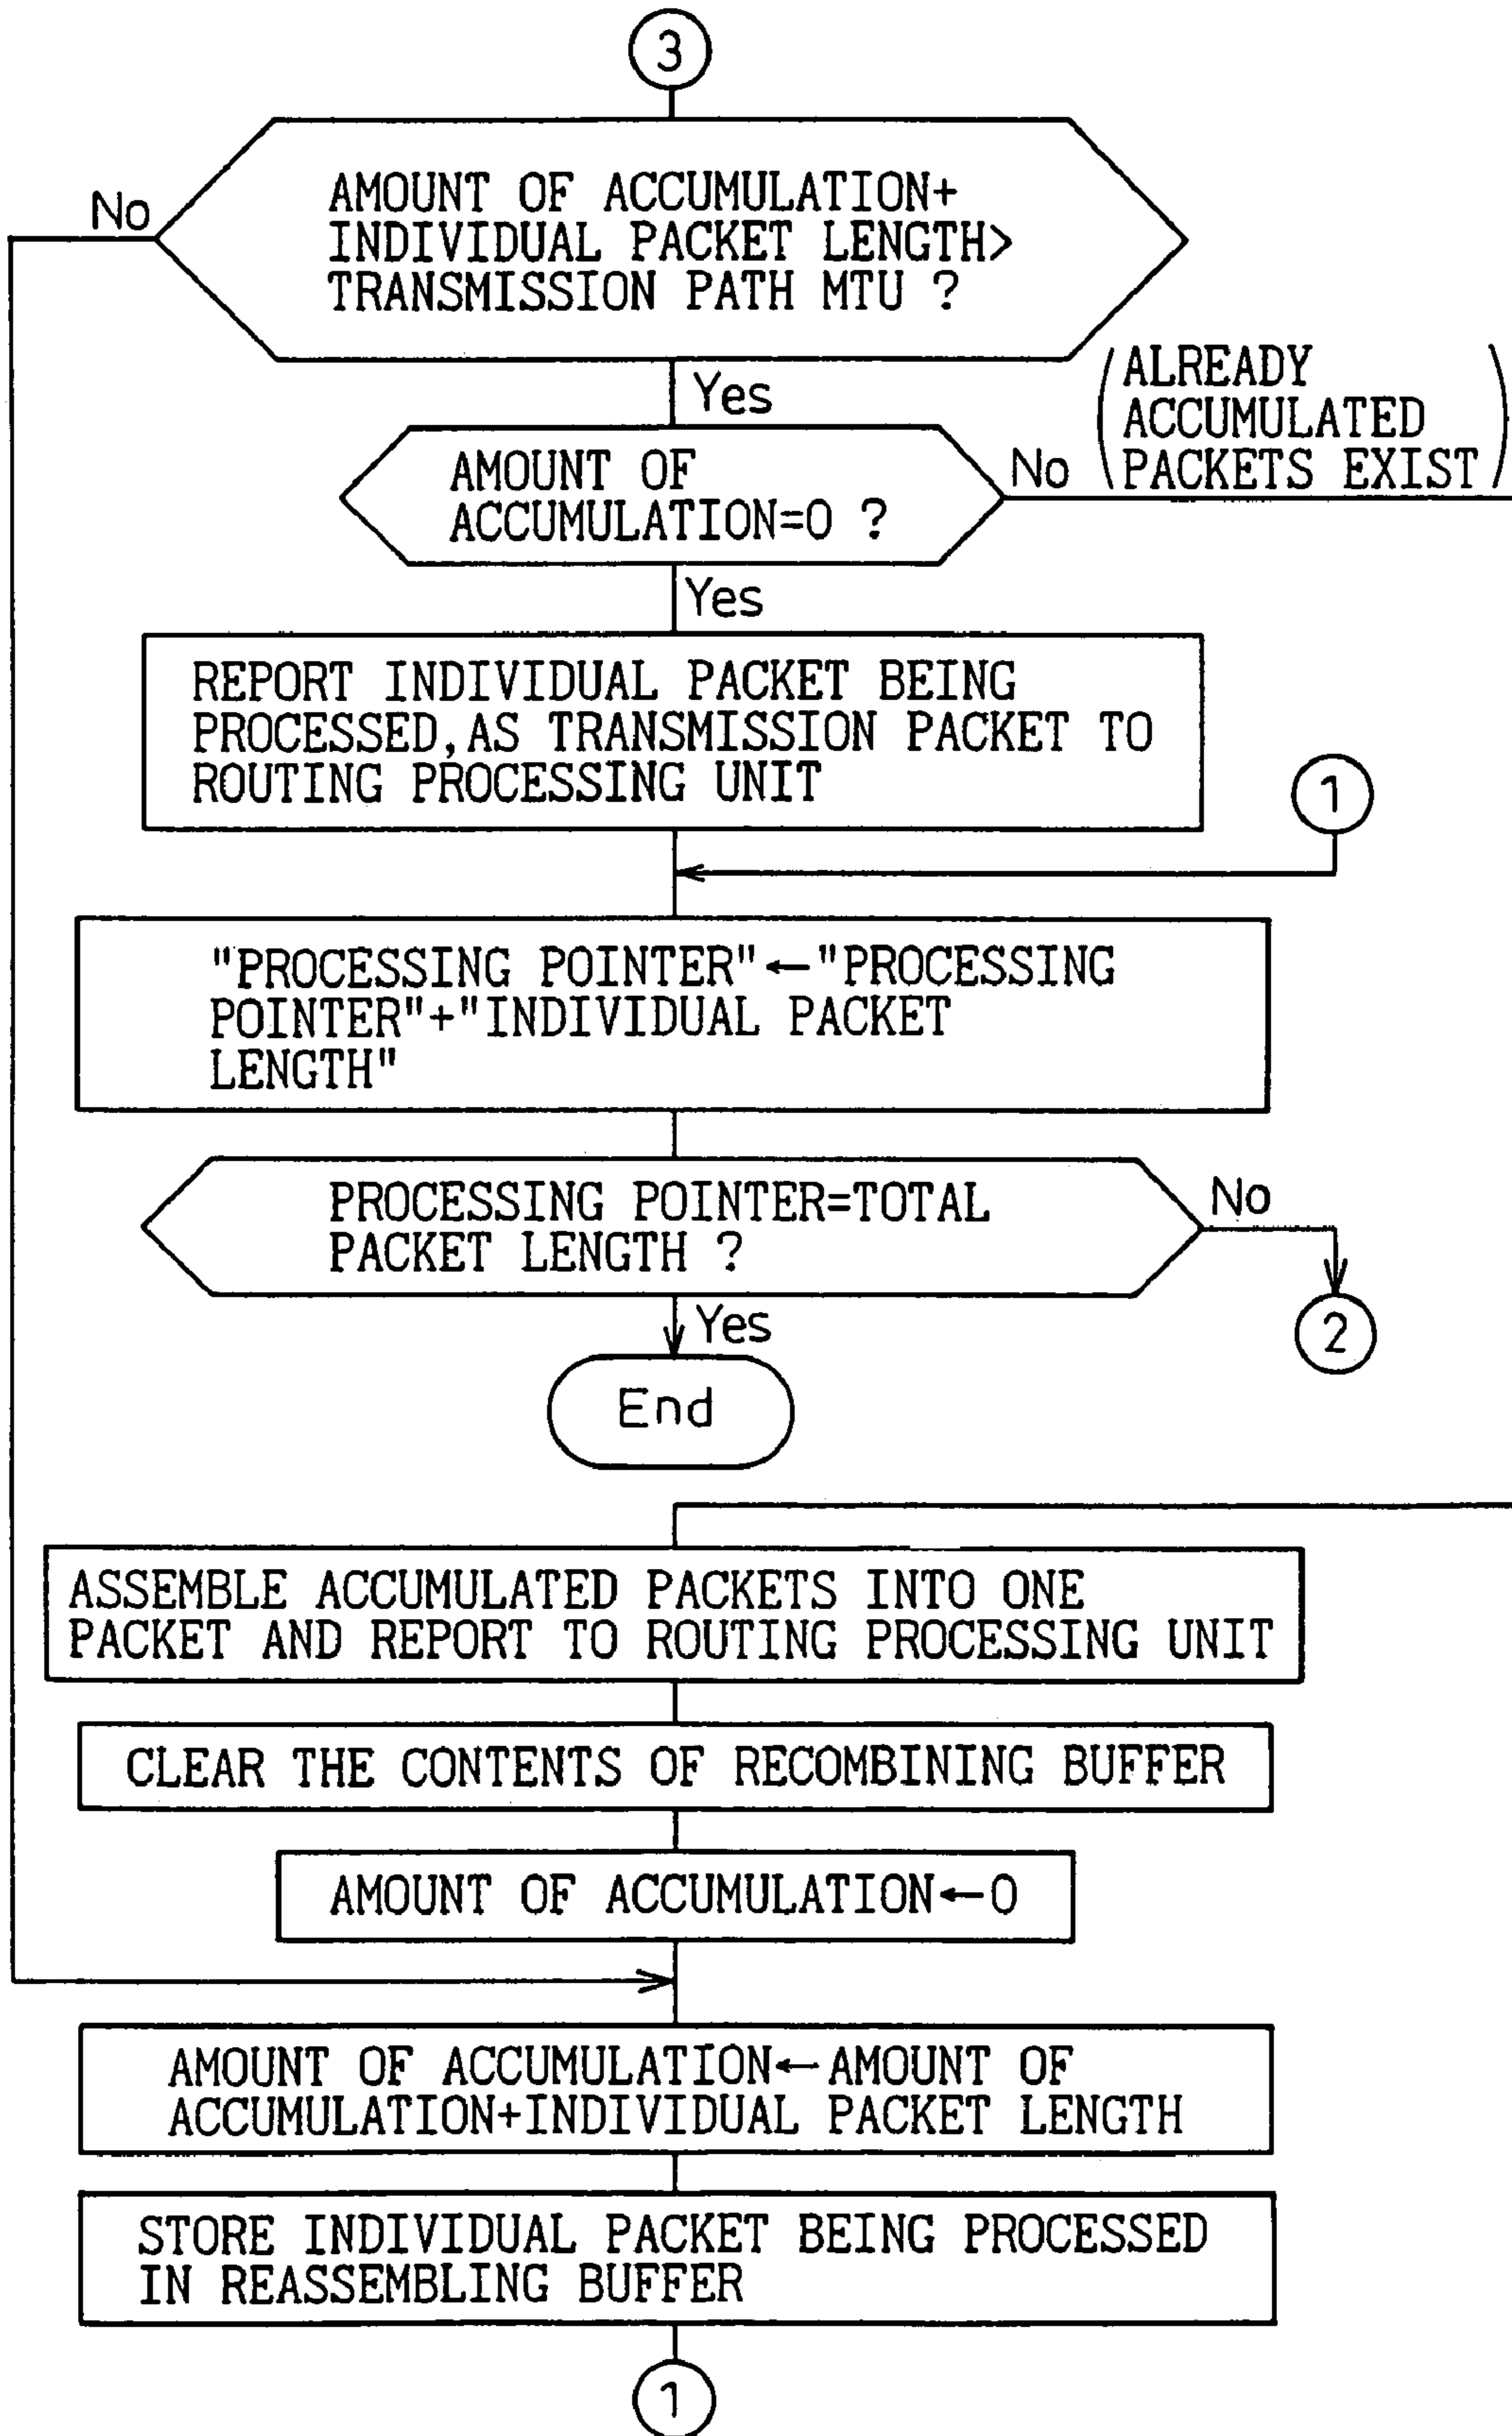 3
AMOUNT OF ACCUMULATION+
INDIVIDUAL PACKET LENGTH>
TRANSMISSION PATH MTU ?
No
Yes
AMOUNT OF
ACCUMULATION=0 ?
No
(ALREADY
ACCUMULATED
PACKETS EXIST)
Yes
REPORT INDIVIDUAL PACKET BEING
PROCESSED, AS TRANSMISSION PACKET TO
ROUTING PROCESSING UNIT
1
"PROCESSING POINTER"←"PROCESSING
POINTER"+"INDIVIDUAL PACKET
LENGTH"
PROCESSING POINTER=TOTAL
PACKET LENGTH ?
No
2
Yes
End
ASSEMBLE ACCUMULATED PACKETS INTO ONE
PACKET AND REPORT TO ROUTING PROCESSING UNIT
CLEAR THE CONTENTS OF RECOMBINING BUFFER
AMOUNT OF ACCUMULATION←0
AMOUNT OF ACCUMULATION←AMOUNT OF
ACCUMULATION+INDIVIDUAL PACKET LENGTH
STORE INDIVIDUAL PACKET BEING PROCESSED
IN REASSEMBLING BUFFER
1